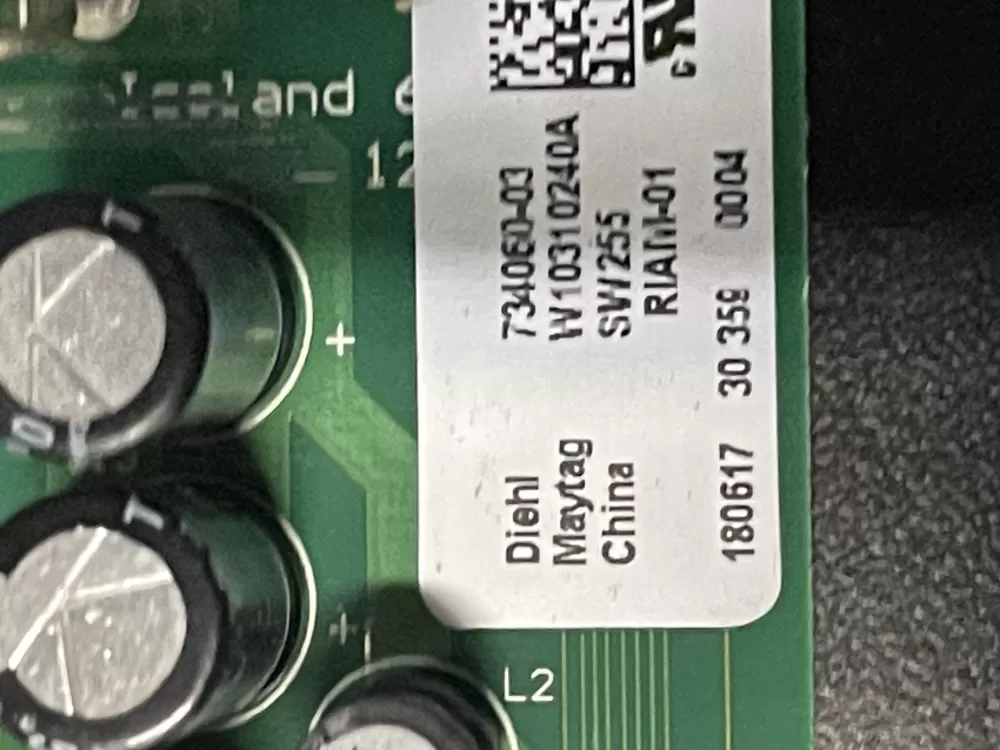 Diehl 734060-03
Maytag W10310240A
China SW255
RIAM-01
180617 30 359 0004
and
- 12
+
+
L2
T
T